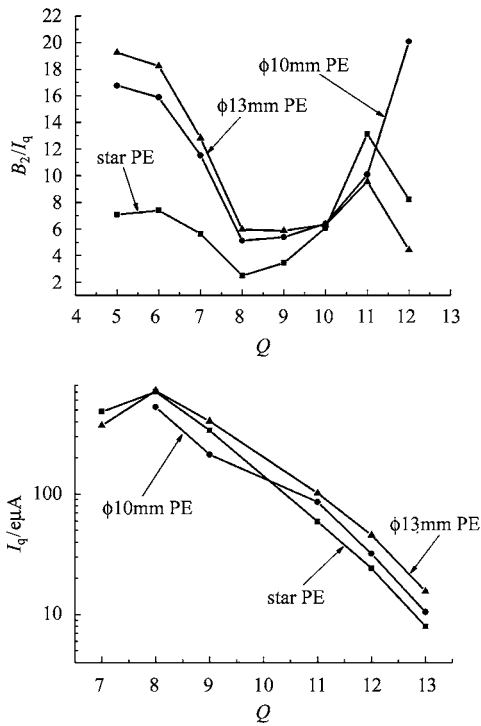 B₂/I_q
22
20
18
16
14
12
10
8
6
4
2
ϕ10mm PE
ϕ13mm PE
star PE
4 5 6 7 8 9 10 11 12 13
Q
I_q/eμA
100
10
ϕ10mm PE
ϕ13mm PE
star PE
7 8 9 10 11 12 13
Q